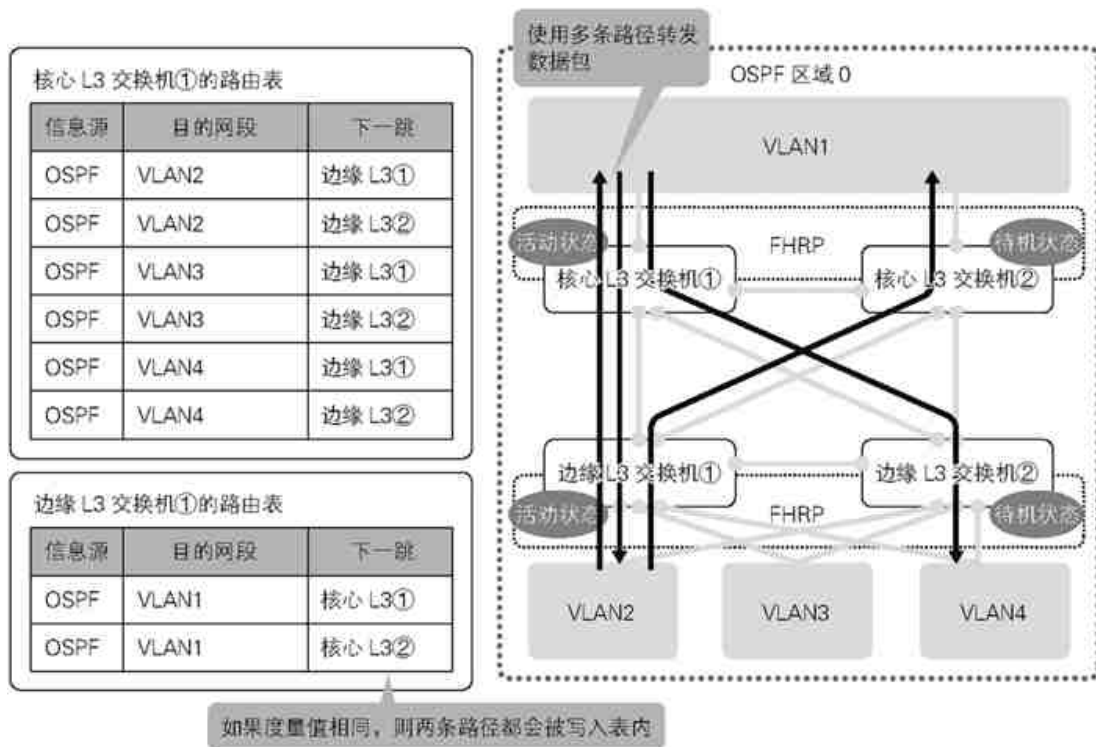 使用多条路径转发
数据包
核心 L3 交换机①的路由表
信息源 目的网段 下一跳
OSPF VLAN2 边缘 L3①
OSPF VLAN2 边缘 L3②
OSPF VLAN3 边缘 L3①
OSPF VLAN3 边缘 L3②
OSPF VLAN4 边缘 L3①
OSPF VLAN4 边缘 L3②
边缘 L3 交换机①的路由表
信息源 目的网段 下一跳
OSPF VLAN1 核心 L3①
OSPF VLAN1 核心 L3②
如果度量值相同，则两条路径都会被写入表内
OSPF 区域 0
VLAN1
活动状态 FHRP 待机状态
核心 L3 交换机① 核心 L3 交换机②
边缘 L3 交换机① 边缘 L3 交换机②
活动状态 FHRP 待机状态
VLAN2 VLAN3 VLAN4